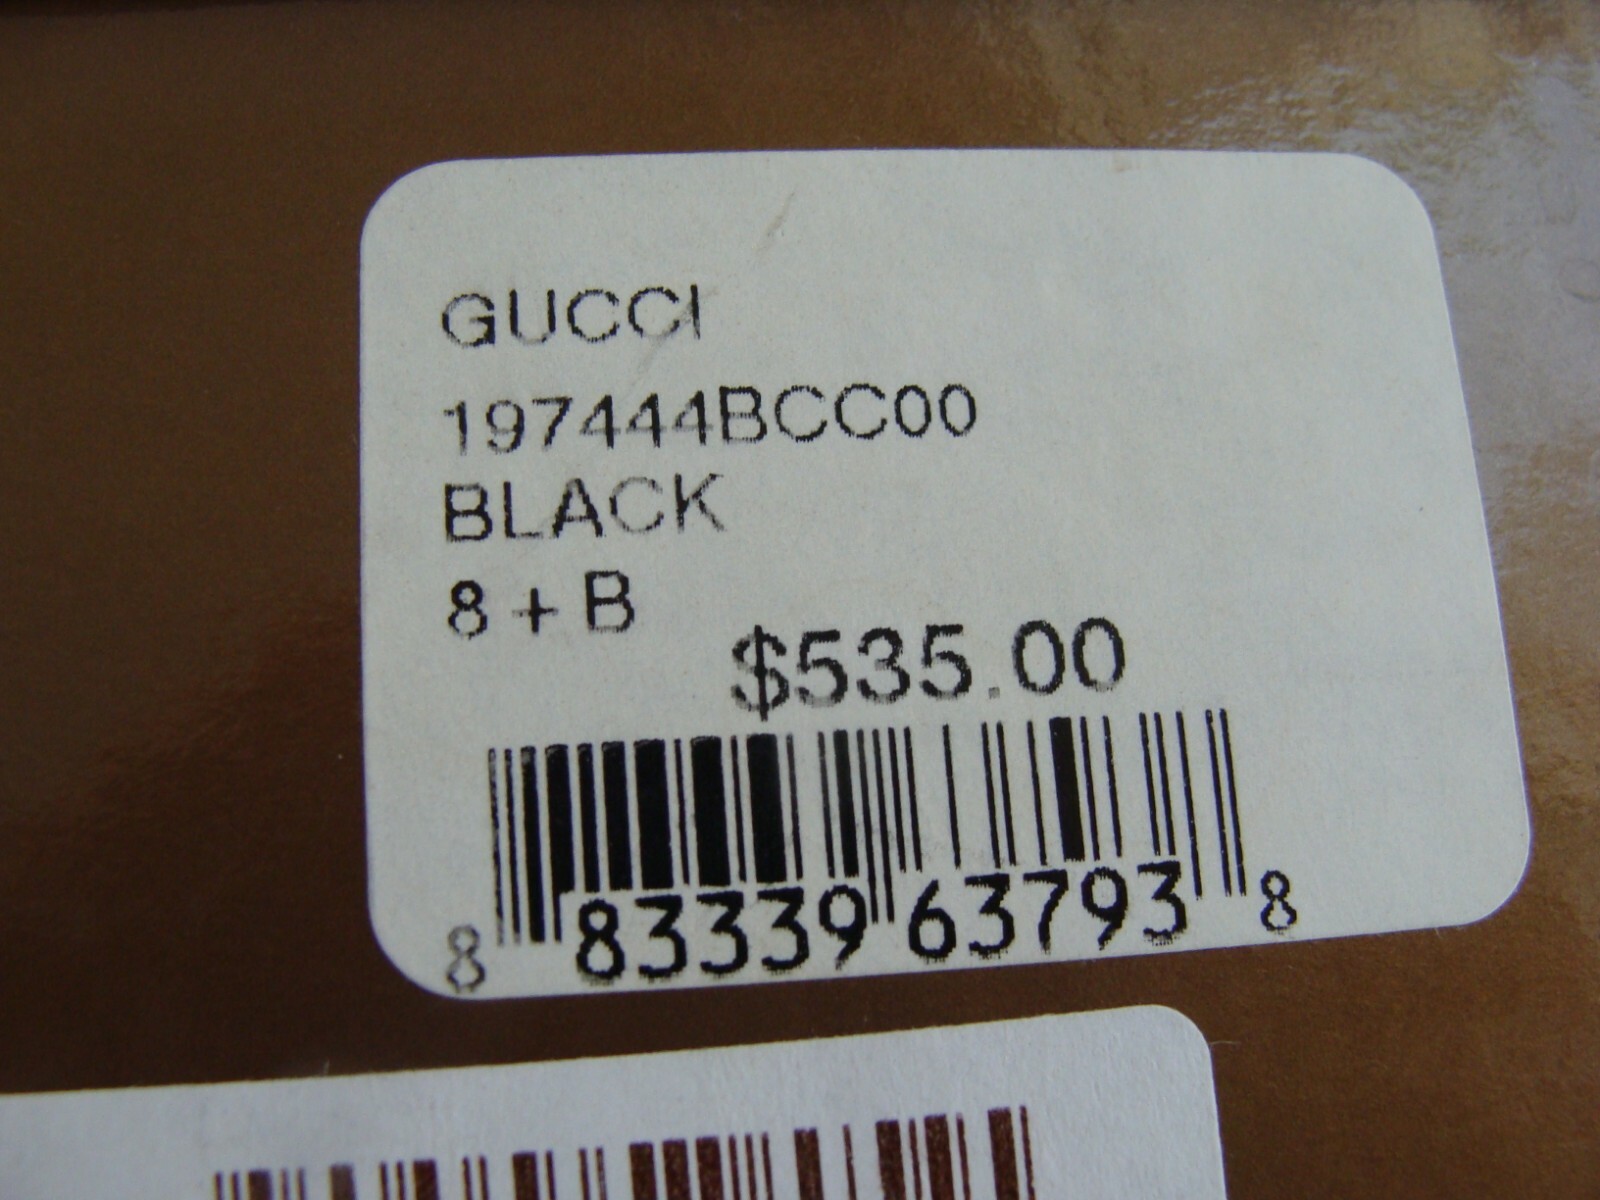 GUCCI
197444BCC00
BLACK
8 + B
$535.00
8 83339 63793 8